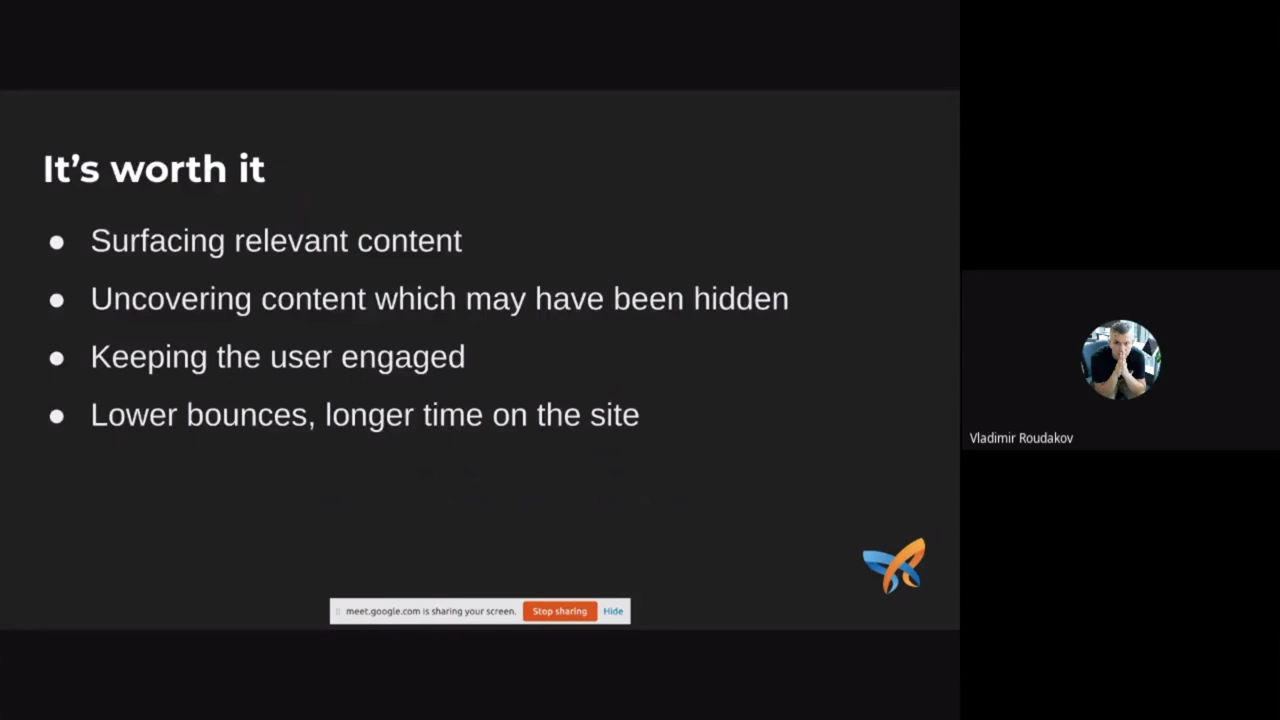 It’s worth it
● Surfacing relevant content
● Uncovering content which may have been hidden
● Keeping the user engaged
● Lower bounces, longer time on the site
meet.google.com is sharing your screen. Stop sharing Hide
Vladimir Roudakov